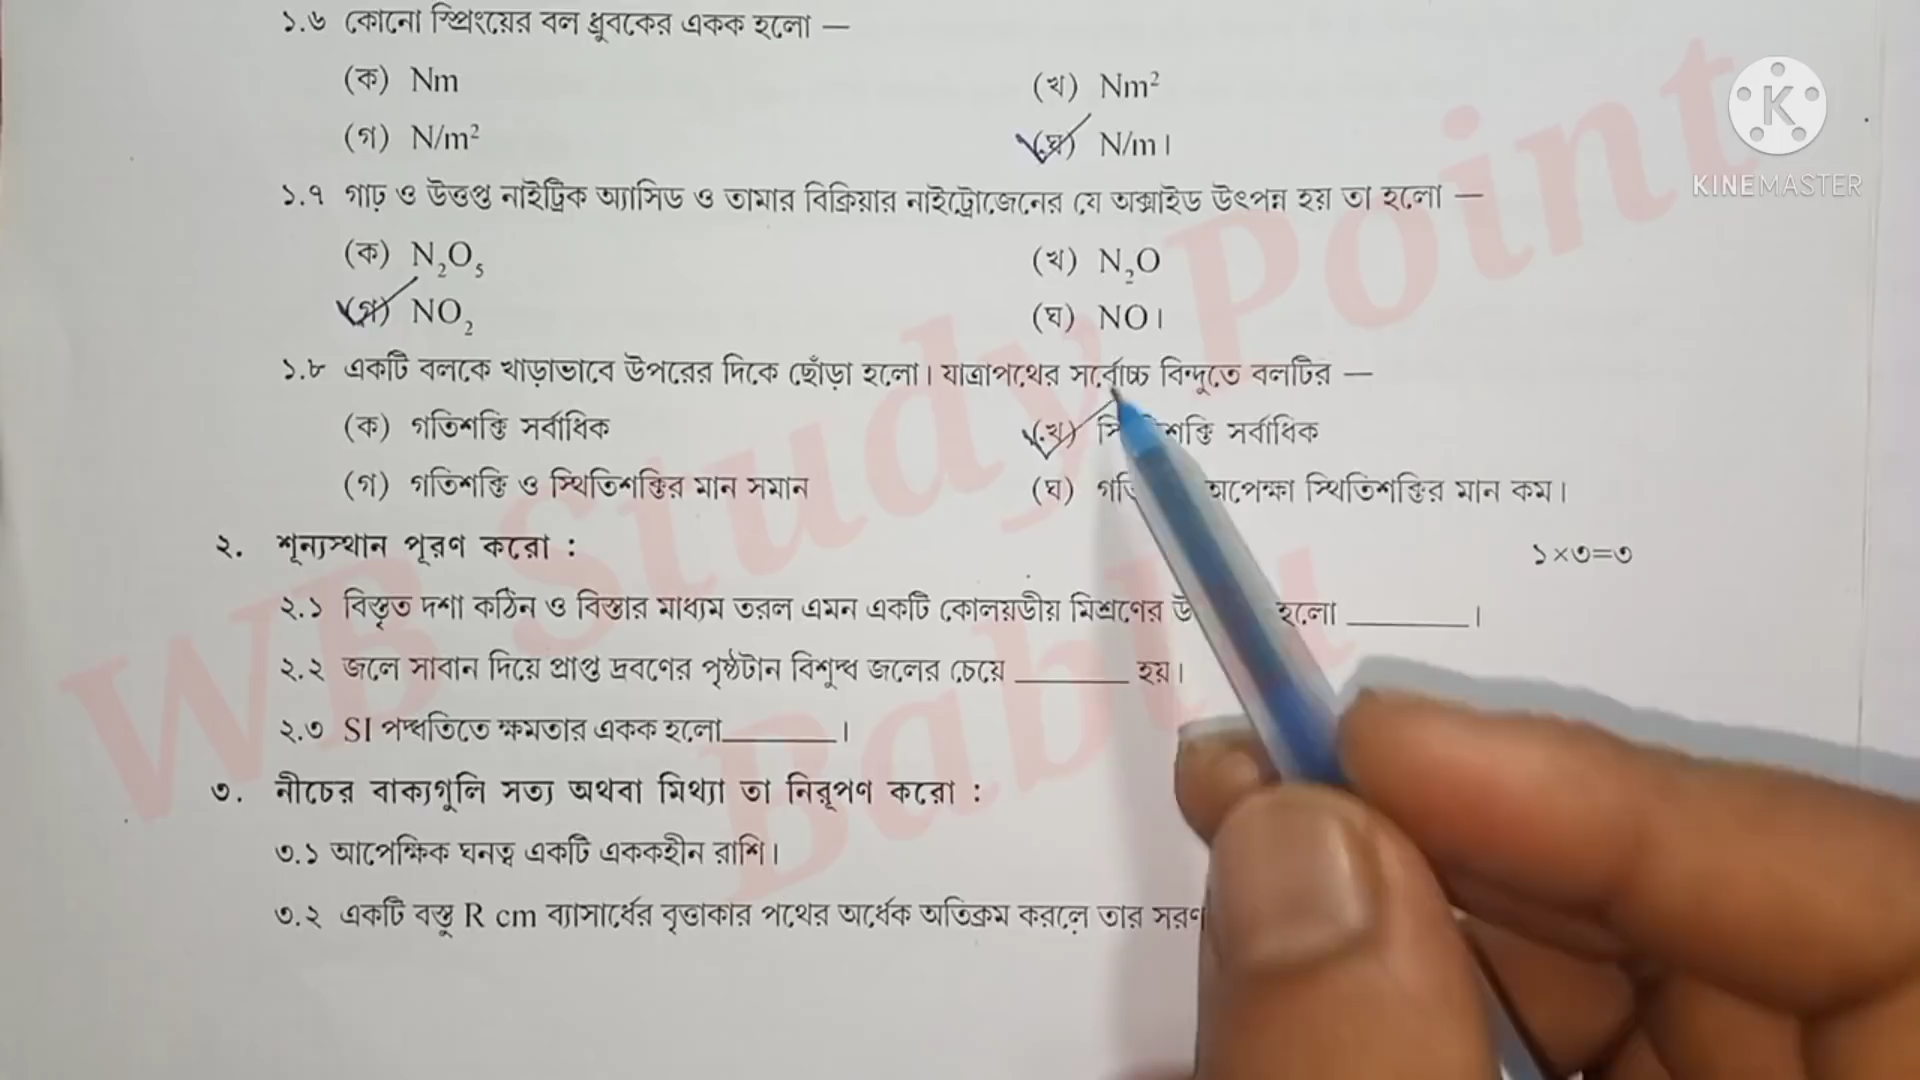 ১.৬ কোনো স্প্রিংয়ের বল ধ্রুবকের একক হলো —
(ক) Nm (খ) Nm²
(গ) N/m² (ঘ) N/m।
KINEMASTER
১.৭ গাঢ় ও উত্তপ্ত নাইট্রিক অ্যাসিড ও তামার বিক্রিয়ার নাইট্রোজেনের যে অক্সাইড উৎপন্ন হয় তা হলো —
(ক) N₂O₅ (খ) N₂O
(গ) NO₂ (ঘ) NO।
১.৮ একটি বলকে খাড়াভাবে উপরের দিকে ছোঁড়া হলো। যাত্রাপথের সর্বোচ্চ বিন্দুতে বলটির —
(ক) গতিশক্তি সর্বাধিক (খ) সর্বাধিক
(গ) গতিশক্তি ও স্থিতিশক্তির মান সমান (ঘ) অপেক্ষা স্থিতিশক্তির মান কম।
২. শূন্যস্থান পূরণ করো : ১×৩=৩
২.১ বিস্তৃত দশা কঠিন ও বিস্তার মাধ্যম তরল এমন একটি কোলয়ডীয় মিশ্রণের হলো ________।
২.২ জলে সাবান দিয়ে প্রাপ্ত দ্রবণের পৃষ্ঠটান বিশুদ্ধ জলের চেয়ে ________ হয়।
২.৩ SI পদ্ধতিতে ক্ষমতার একক হলো________।
৩. নীচের বাক্যগুলি সত্য অথবা মিথ্যা তা নিরূপণ করো :
৩.১ আপেক্ষিক ঘনত্ব একটি এককহীন রাশি।
৩.২ একটি বস্তু R cm ব্যাসার্ধের বৃত্তাকার পথের অর্ধেক অতিক্রম করলে তার সরণ
WB Study Point
Bablu